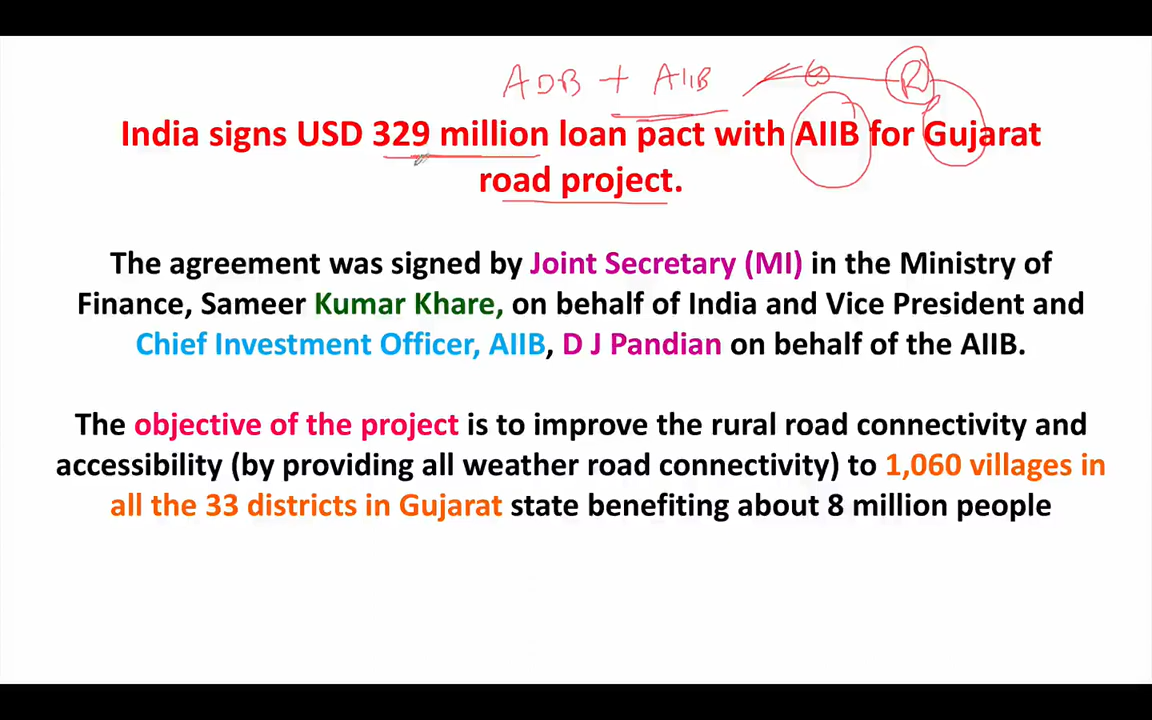 ADB + AIIB R
India signs USD 329 million loan pact with AIIB for Gujarat
road project.
The agreement was signed by Joint Secretary (MI) in the Ministry of
Finance, Sameer Kumar Khare, on behalf of India and Vice President and
Chief Investment Officer, AIIB, D J Pandian on behalf of the AIIB.
The objective of the project is to improve the rural road connectivity and
accessibility (by providing all weather road connectivity) to 1,060 villages in
all the 33 districts in Gujarat state benefiting about 8 million people